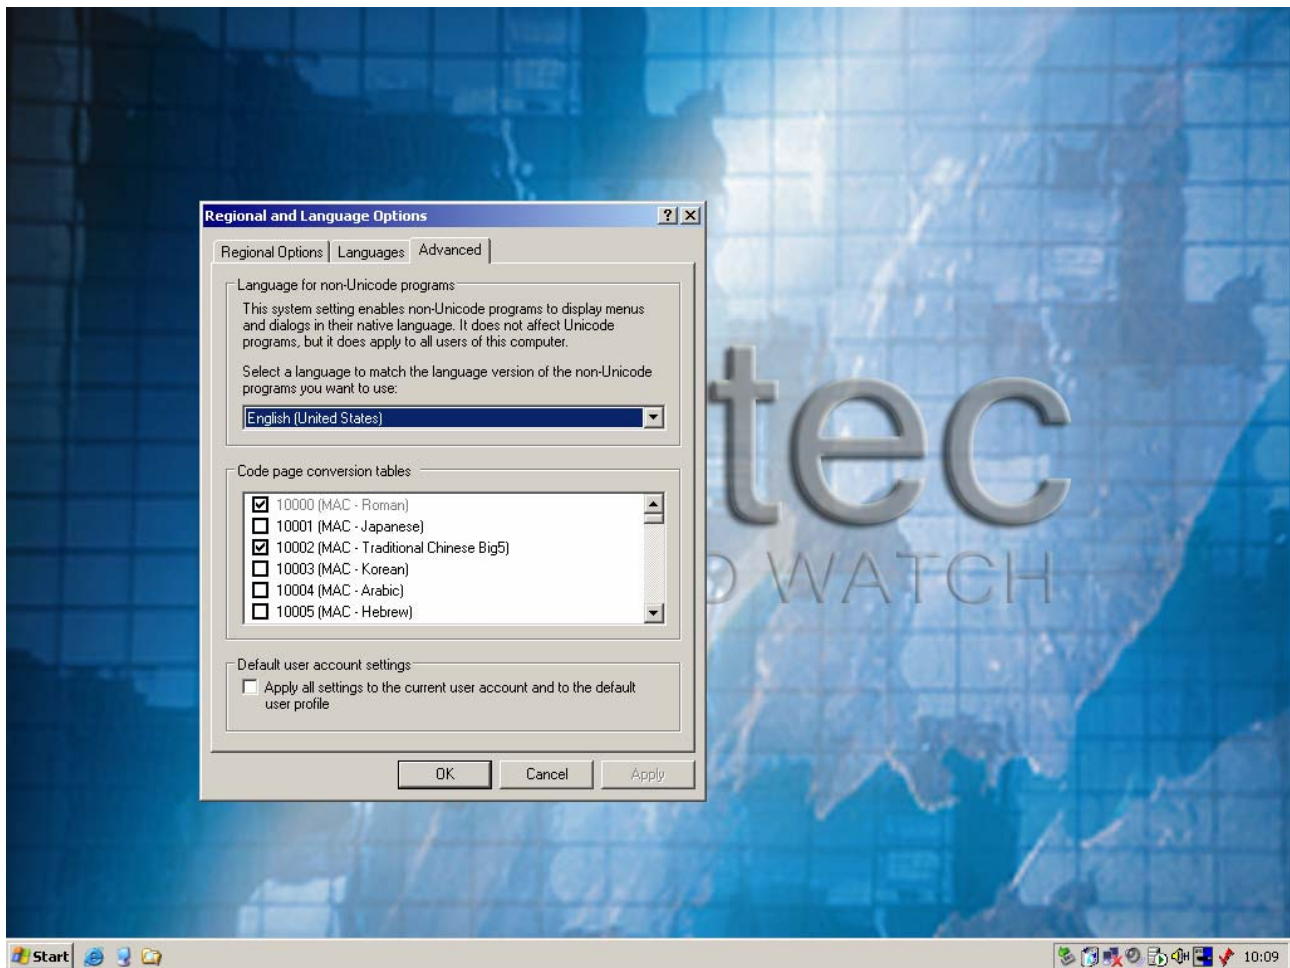 Regional and Language Options
Regional Options Languages Advanced
Language for non-Unicode programs
This system setting enables non-Unicode programs to display menus
and dialogs in their native language. It does not affect Unicode
programs, but it does apply to all users of this computer.
Select a language to match the language version of the non-Unicode
programs you want to use:
English (United States)
Code page conversion tables
10000 (MAC - Roman)
10001 (MAC - Japanese)
10002 (MAC - Traditional Chinese Big5)
10003 (MAC - Korean)
10004 (MAC - Arabic)
10005 (MAC - Hebrew)
Default user account settings
Apply all settings to the current user account and to the default
user profile
OK Cancel Apply
tec
WATCH
Start 10:09